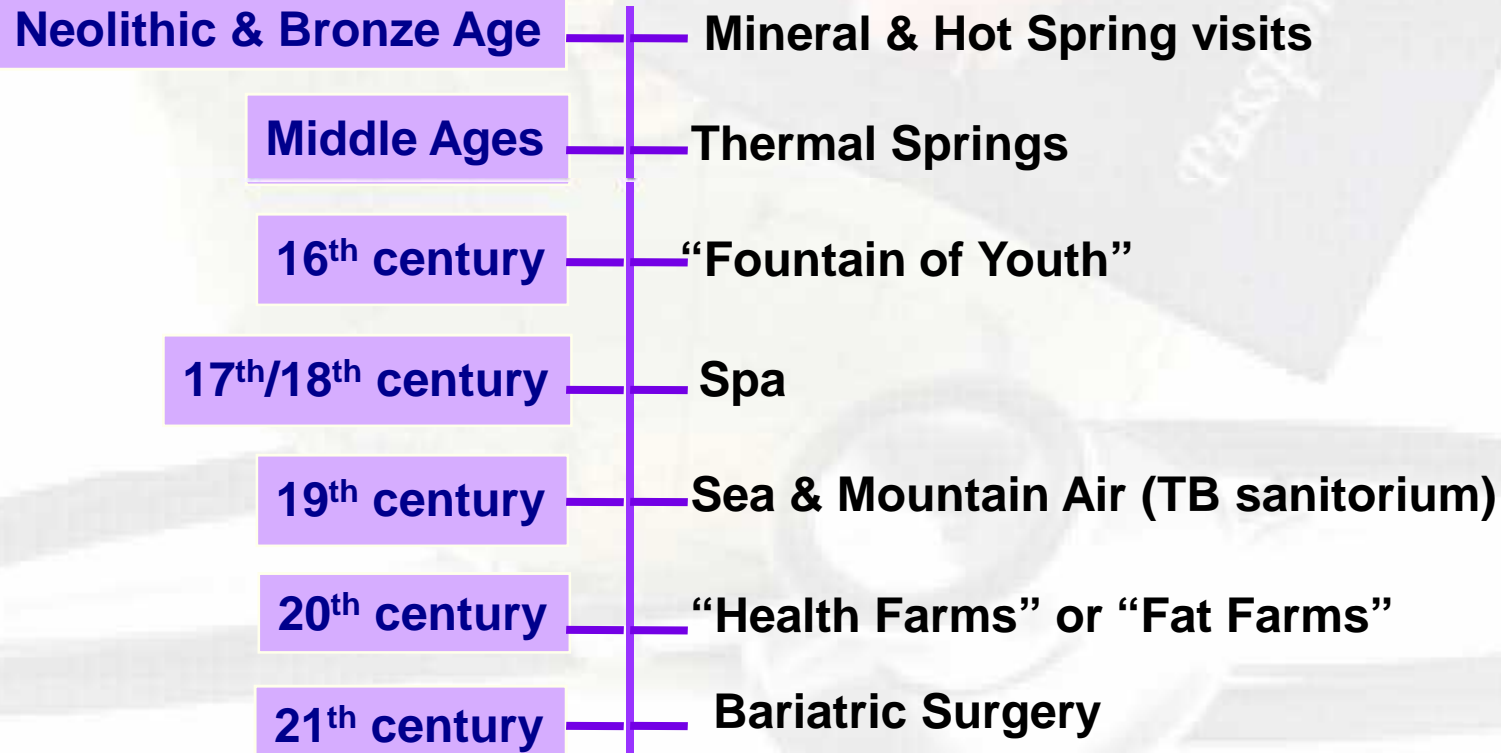 Neolithic & Bronze Age Mineral & Hot Spring visits
Middle Ages Thermal Springs
16th century “Fountain of Youth”
17th/18th century Spa
19th century Sea & Mountain Air (TB sanitorium)
20th century “Health Farms” or “Fat Farms”
21th century Bariatric Surgery